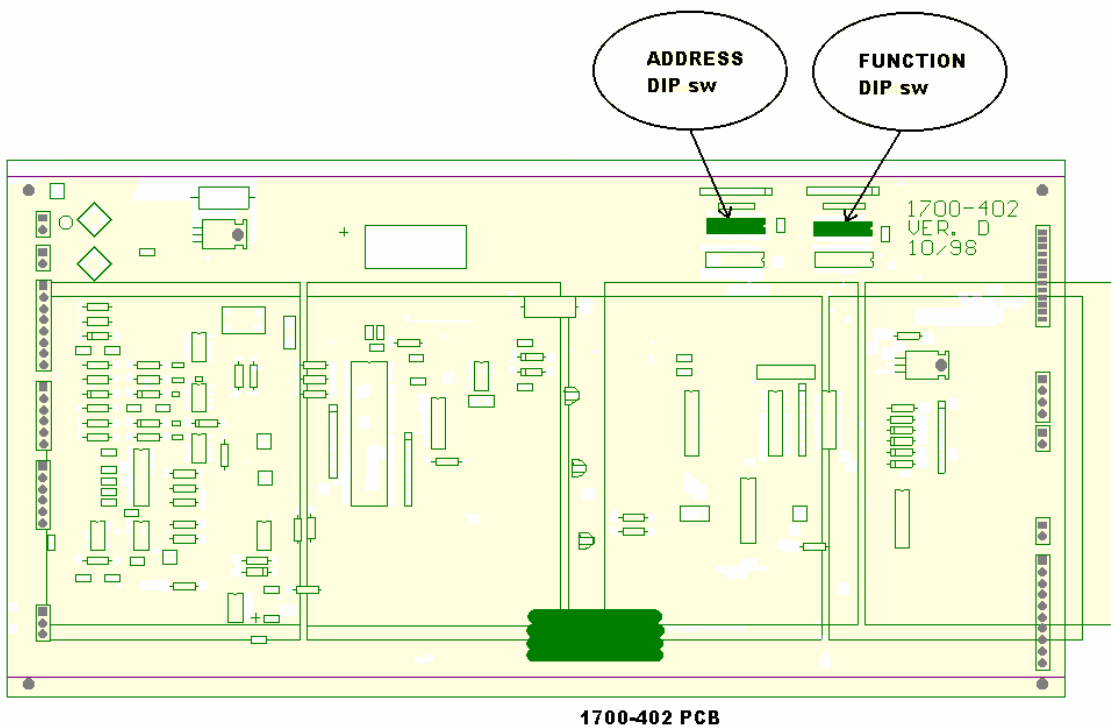 ADDRESS
DIP sw
FUNCTION
DIP sw
1700-402
VER. D
10/98
+
+
1700-402 PCB